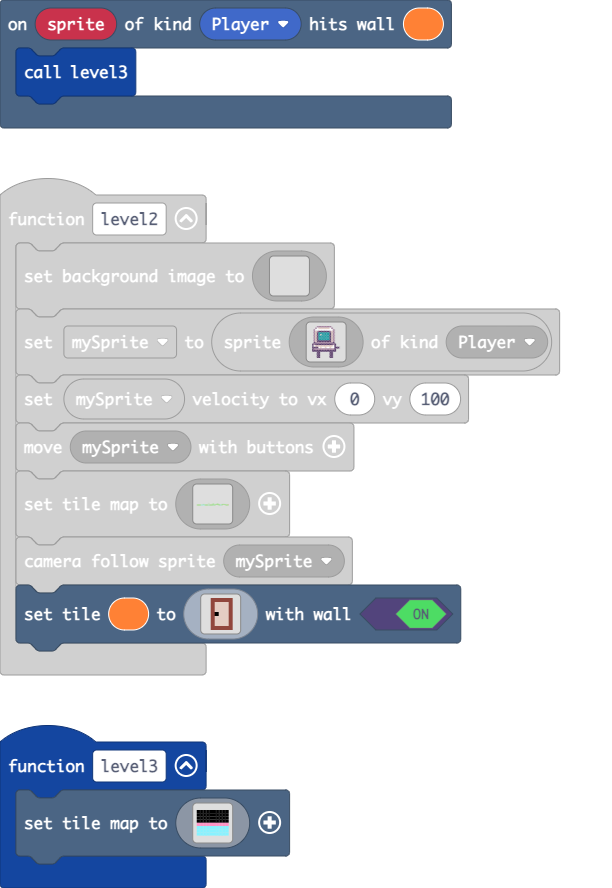 on sprite of kind Player hits wall
call level3
function level2
set background image to
set mySprite to sprite of kind Player
set mySprite velocity to vx 0 vy 100
move mySprite with buttons
set tile map to
camera follow sprite mySprite
set tile to with wall ON
function level3
set tile map to